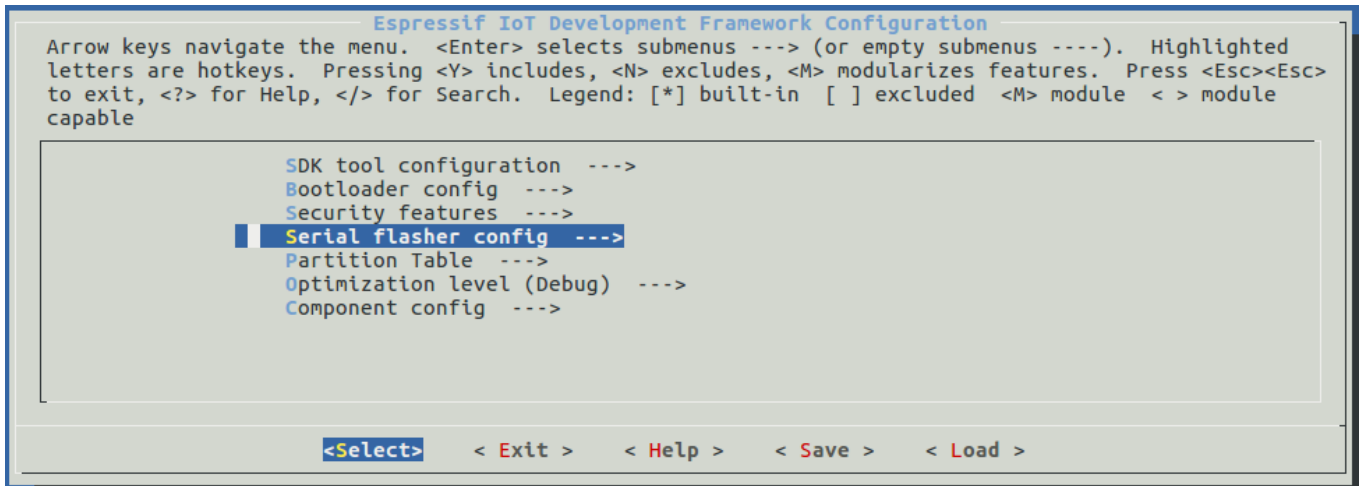 Espressif IoT Development Framework Configuration
Arrow keys navigate the menu.  <Enter> selects submenus ---> (or empty submenus ----).  Highlighted
letters are hotkeys.  Pressing <Y> includes, <N> excludes, <M> modularizes features.  Press <Esc><Esc>
to exit, <?> for Help, </> for Search.  Legend: [*] built-in  [ ] excluded  <M> module  < > module
capable
SDK tool configuration  --->
Bootloader config  --->
Security features  --->
Serial flasher config  --->
Partition Table  --->
Optimization level (Debug)  --->
Component config  --->
<Select>    < Exit >    < Help >    < Save >    < Load >